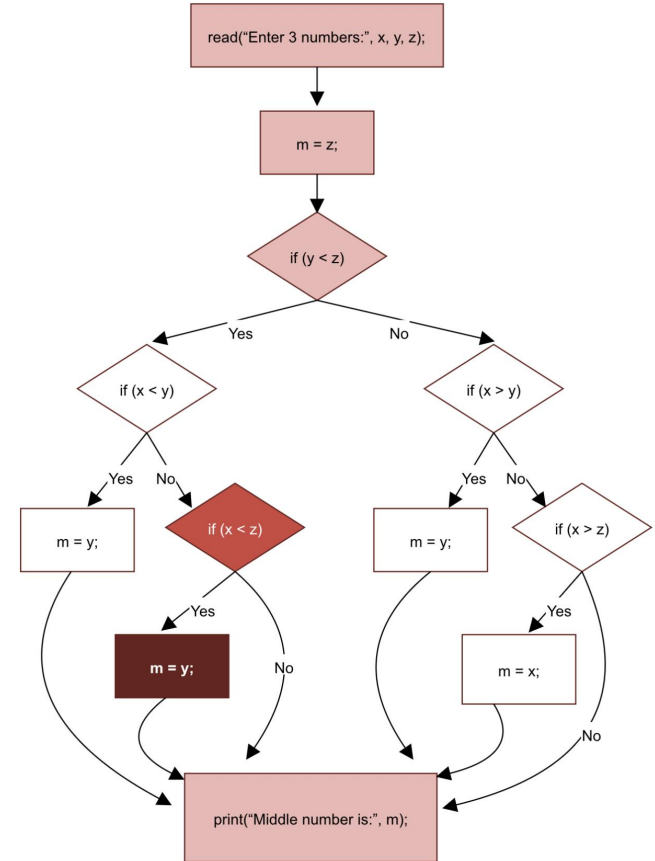 read(“Enter 3 numbers:”, x, y, z);
m = z;
if (y < z)
Yes
No
if (x < y)
if (x > y)
Yes
No
Yes
No
m = y;
if (x < z)
m = y;
if (x > z)
Yes
Yes
m = y;
No
m = x;
No
print(“Middle number is:”, m);